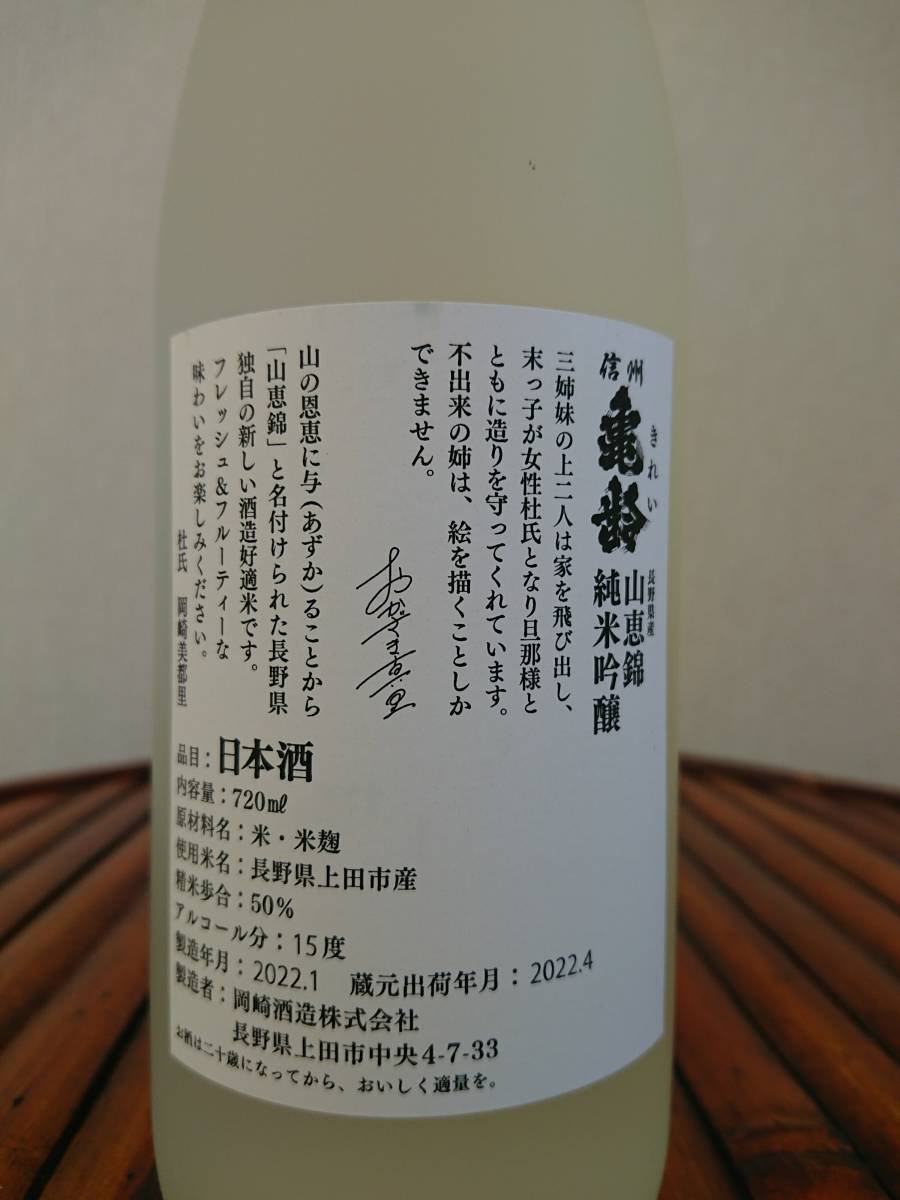 信州
亀齢
きれい
長野県産
山恵錦
純米吟醸
三姉妹の上二人は家を飛び出し、
末っ子が女性杜氏となり旦那様と
ともに造りを守ってくれています。
不出来の姉は、絵を描くことしか
できません。
山の恩恵に与(あずか)ることから
「山恵錦」と名付けられた長野県
独自の新しい酒造好適米です。
フレッシュ&フルーティーな
味わいをお楽しみください。
杜氏 岡崎美都里
品目:日本酒
内容量:720㎖
原材料名:米・米麹
使用米名:長野県上田市産
精米歩合:50%
アルコール分:15度
製造年月:2022.1 蔵元出荷年月:2022.4
製造者:岡崎酒造株式会社
長野県上田市中央4-7-33
お酒は二十歳になってから、おいしく適量を。